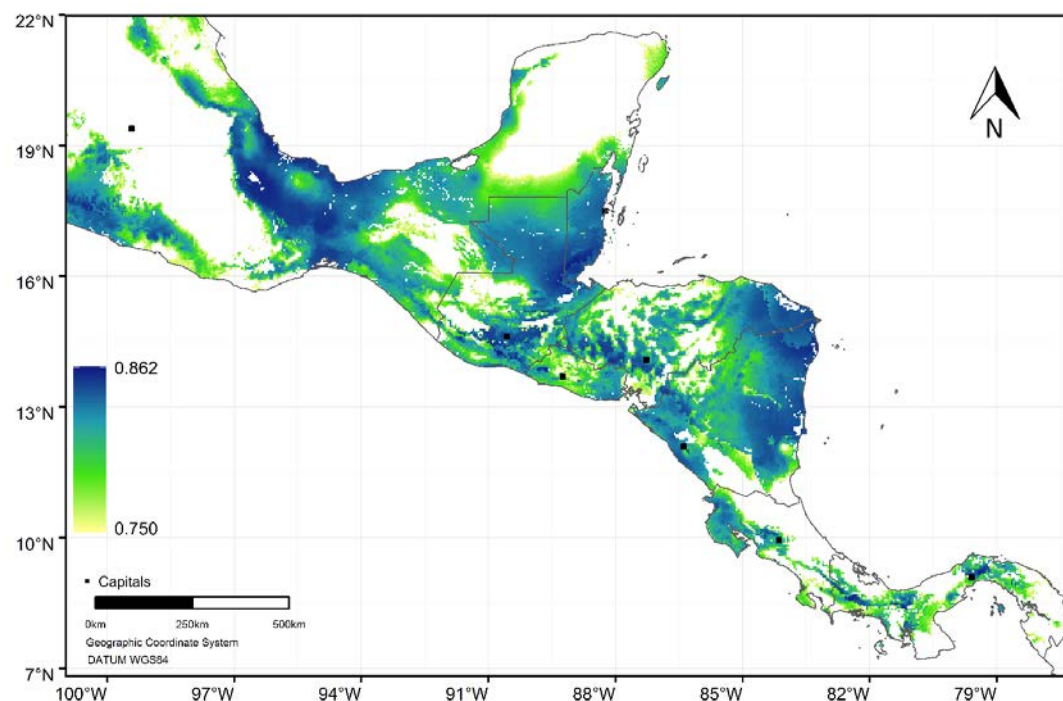 22°N
19°N
16°N
13°N
10°N
7°N
N
0.862
0.750
Capitals
0km 250km 500km
Geographic Coordinate System
DATUM WGS84
100°W 97°W 94°W 91°W 88°W 85°W 82°W 79°W